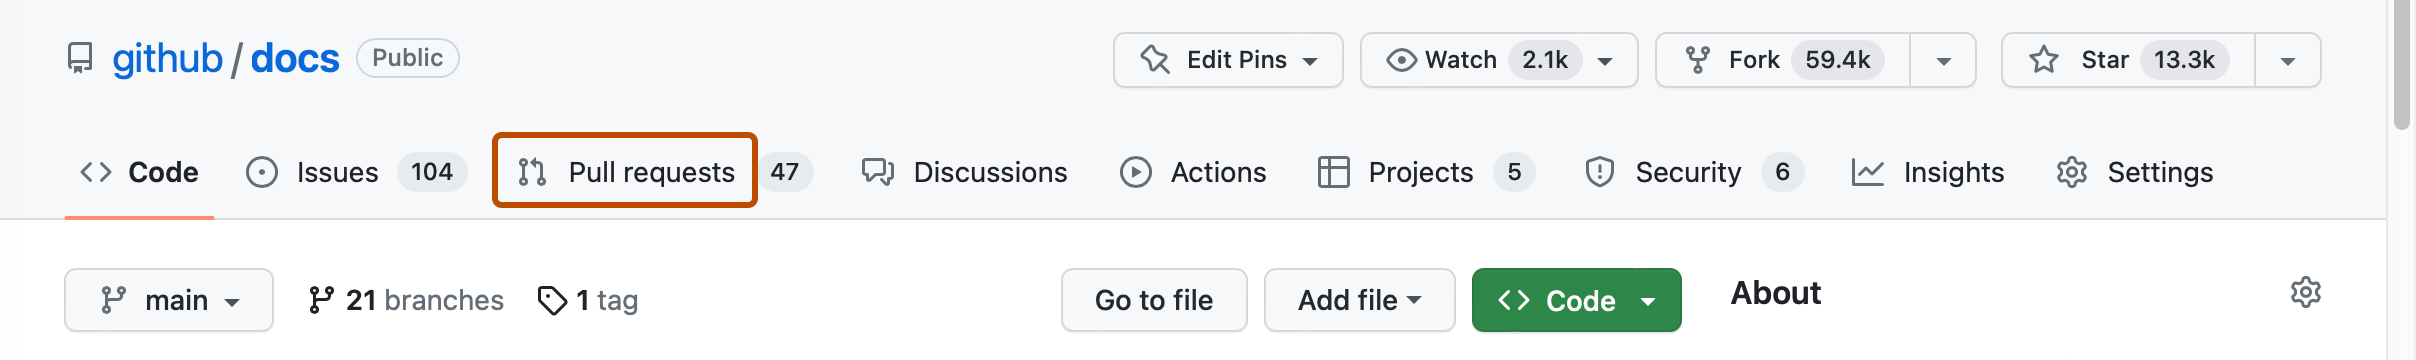 github / docs Public Edit Pins Watch 2.1k Fork 59.4k Star 13.3k
Code Issues 104 Pull requests 47 Discussions Actions Projects 5 Security 6 Insights Settings
main 21 branches 1 tag Go to file Add file Code About